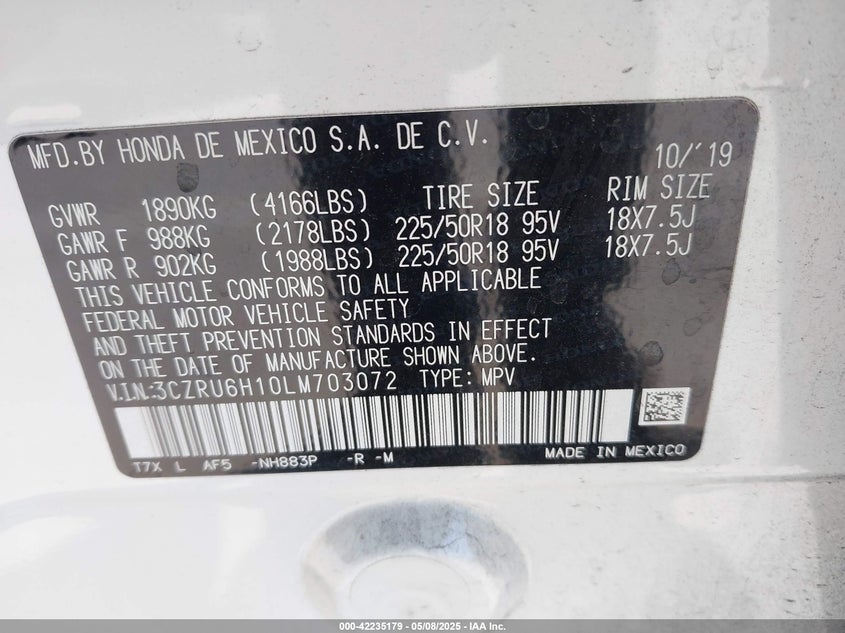 MFD.BY HONDA DE MEXICO S.A. DE C.V. 10/'19
GVWR 1890KG (4166LBS) TIRE SIZE RIM SIZE
GAWR F 988KG (2178LBS) 225/50R18 95V 18X7.5J
GAWR R 902KG (1988LBS) 225/50R18 95V 18X7.5J
THIS VEHICLE CONFORMS TO ALL APPLICABLE
FEDERAL MOTOR VEHICLE SAFETY
AND THEFT PREVENTION STANDARDS IN EFFECT
ON THE DATE OF MANUFACTURE SHOWN ABOVE.
V.I.N:3CZRU6H10LM703072 TYPE: MPV
T7X L AF5 -NH883P -R -M MADE IN MEXICO
000-42235179 - 05/08/2025 - IAA Inc.